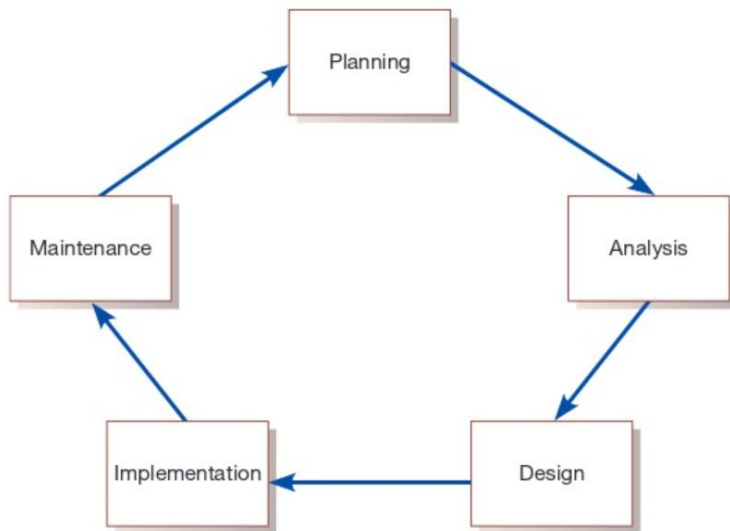 Planning
Analysis
Design
Implementation
Maintenance